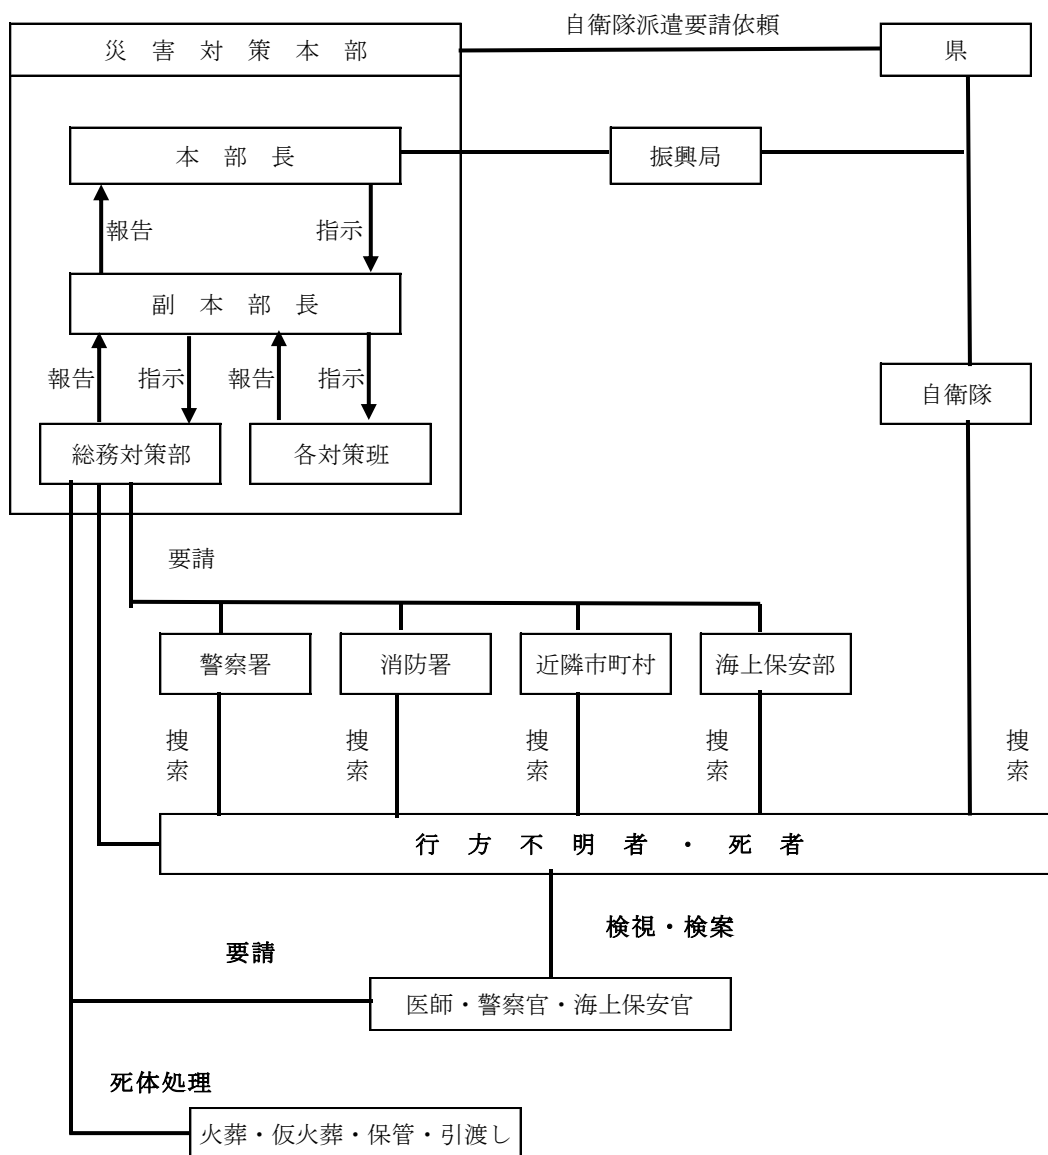 自衛隊派遣要請依頼
災害対策本部
県
本部長
振興局
報告
指示
副本部長
報告
指示
報告
指示
自衛隊
総務対策部
各対策班
要請
警察署
消防署
近隣市町村
海上保安部
捜索
捜索
捜索
捜索
捜索
行方不明者・死者
検視・検案
要請
医師・警察官・海上保安官
死体処理
火葬・仮火葬・保管・引渡し